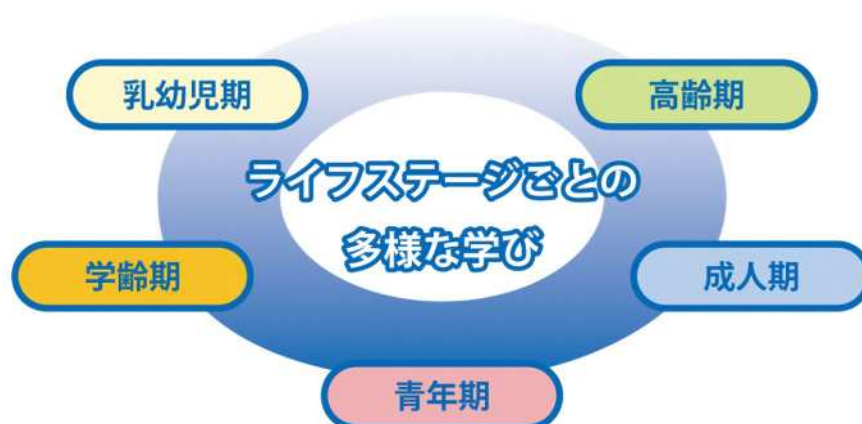 乳幼児期
高齢期
ライフステージごとの
多様な学び
学齢期
成人期
青年期